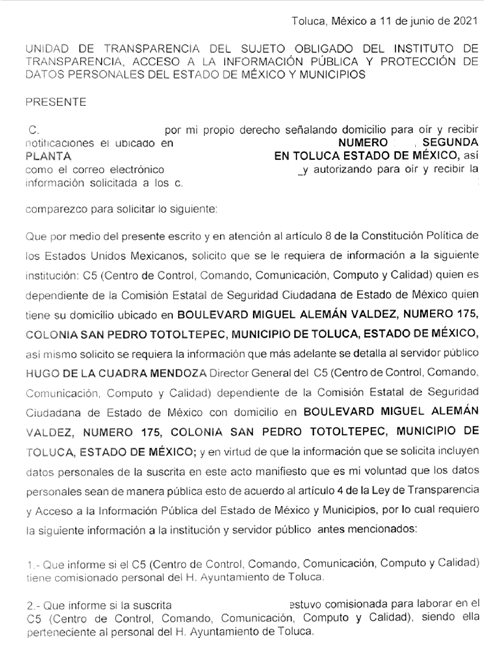 Toluca, México a 11 de junio de 2021
UNIDAD DE TRANSPARENCIA DEL SUJETO OBLIGADO DEL INSTITUTO DE
TRANSPARENCIA, ACCESO A LA INFORMACIÓN PÚBLICA Y PROTECCIÓN DE
DATOS PERSONALES DEL ESTADO DE MÉXICO Y MUNICIPIOS
PRESENTE
C. por mi propio derecho señalando domicilio para oír y recibir
notificaciones el ubicado en NUMERO SEGUNDA
PLANTA EN TOLUCA ESTADO DE MÉXICO, así
como el correo electrónico _y autorizando para oír y recibir la
información solicitada a los c.
comparezco para solicitar lo siguiente:
Que por medio del presente escrito y en atención al artículo 8 de la Constitución Política de
los Estados Unidos Mexicanos, solicito que se le requiera de información a la siguiente
institución: C5 (Centro de Control, Comando, Comunicación, Computo y Calidad) quien es
dependiente de la Comisión Estatal de Seguridad Ciudadana de Estado de México quien
tiene su domicilio ubicado en BOULEVARD MIGUEL ALEMÁN VALDEZ, NUMERO 175,
COLONIA SAN PEDRO TOTOLTEPEC, MUNICIPIO DE TOLUCA, ESTADO DE MÉXICO,
así mismo solicito se requiera la información que más adelante se detalla al servidor público
HUGO DE LA CUADRA MENDOZA Director General del C5 (Centro de Control, Comando,
Comunicación, Computo y Calidad) dependiente de la Comisión Estatal de Seguridad
Ciudadana de Estado de México con domicilio en BOULEVARD MIGUEL ALEMÁN
VALDEZ, NUMERO 175, COLONIA SAN PEDRO TOTOLTEPEC, MUNICIPIO DE
TOLUCA, ESTADO DE MÉXICO; y en virtud de que la información que se solicita incluyen
datos personales de la suscrita en este acto manifiesto que es mi voluntad que los datos
personales sean de manera pública esto de acuerdo al artículo 4 de la Ley de Transparencia
y Acceso a la Información Pública del Estado de México y Municipios, por lo cual requiero
la siguiente información a la institución y servidor público antes mencionados:
1.- Que informe si el C5 (Centro de Control, Comando, Comunicación, Computo y Calidad)
tiene comisionado personal del H. Ayuntamiento de Toluca.
2.- Que informe si la suscrita estuvo comisionada para laborar en el
C5 (Centro de Control, Comando, Comunicación, Computo y Calidad), siendo ella
perteneciente al personal del H. Ayuntamiento de Toluca.